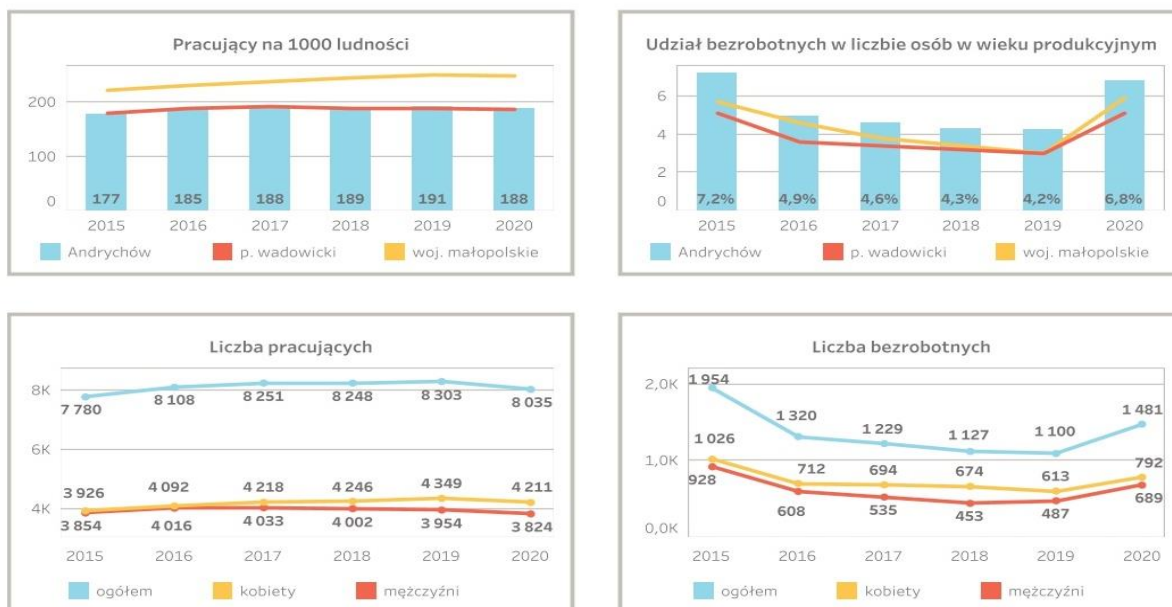 Pracujący na 1000 ludności
200
100
0
177 185 188 189 191 188
2015 2016 2017 2018 2019 2020
Andrychów p. wadowicki woj. małopolskie
Udział bezrobotnych w liczbie osób w wieku produkcyjnym
6
4
2
0
7,2% 4,9% 4,6% 4,3% 4,2% 6,8%
2015 2016 2017 2018 2019 2020
Andrychów p. wadowicki woj. małopolskie
Liczba pracujących
8K
6K
4K
7 780 8 108 8 251 8 248 8 303 8 035
3 926 4 092 4 218 4 246 4 349 4 211
3 854 4 016 4 033 4 002 3 954 3 824
2015 2016 2017 2018 2019 2020
ogółem kobiety mężczyźni
Liczba bezrobotnych
2,0K
1,0K
0,0K
1 954 1 320 1 229 1 127 1 100 1 481
1 026 712 694 674 613 792
928 608 535 453 487 689
2015 2016 2017 2018 2019 2020
ogółem kobiety mężczyźni